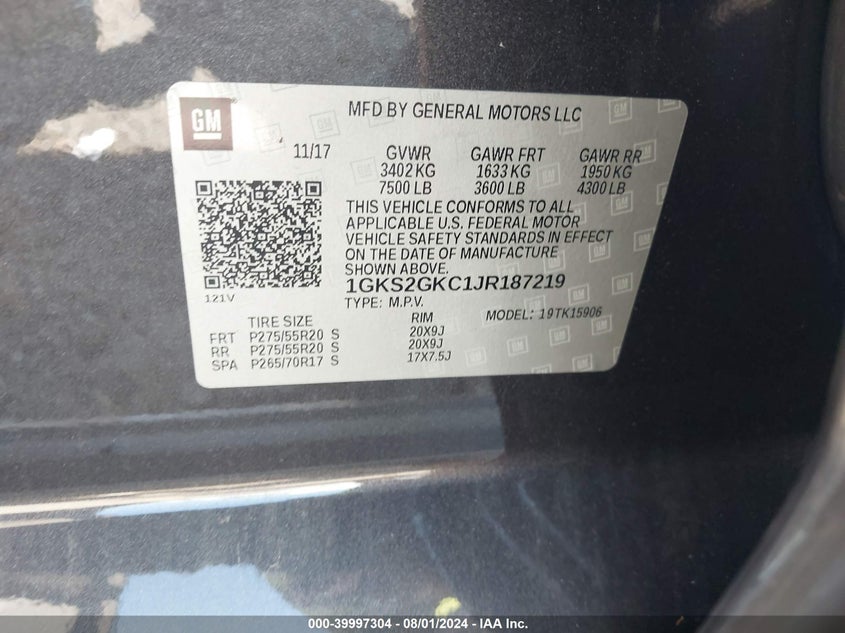 GM
MFD BY GENERAL MOTORS LLC
11/17 GVWR GAWR FRT GAWR RR
3402 KG 1633 KG 1950 KG
7500 LB 3600 LB 4300 LB
THIS VEHICLE CONFORMS TO ALL
APPLICABLE U.S. FEDERAL MOTOR
VEHICLE SAFETY STANDARDS IN EFFECT
ON THE DATE OF MANUFACTURE
SHOWN ABOVE.
1GKS2GKC1JR187219
121V
TYPE: M.P.V. MODEL: 19TK15906
TIRE SIZE RIM
FRT P275/55R20 S 20X9J
RR P275/55R20 S 20X9J
SPA P265/70R17 S 17X7.5J
000-39997304 - 08/01/2024 - IAA Inc.